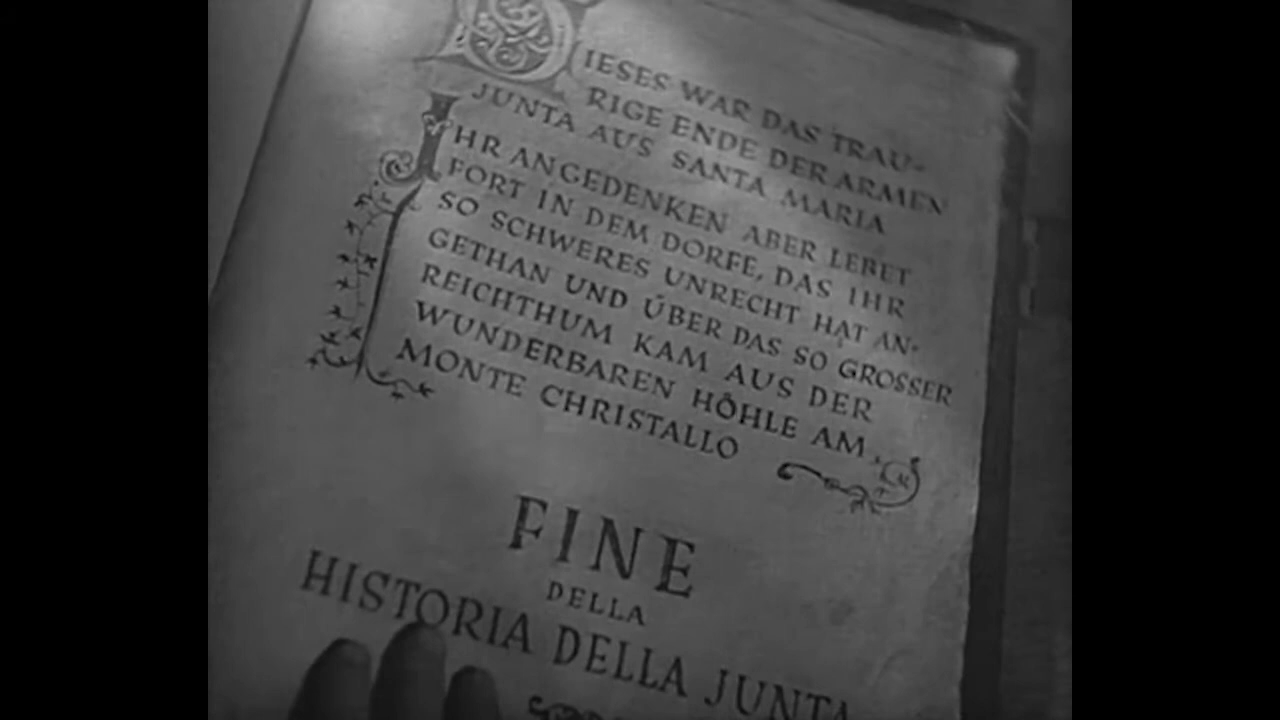 DIESES WAR DAS TRAU-
RIGE ENDE DER ARMEN
JUNTA AUS SANTA MARIA
IHR ANGEDENKEN ABER LEBET
FORT IN DEM DORFE, DAS IHR
SO SCHWERES UNRECHT HAT AN-
GETHAN UND ÜBER DAS SO GROSSER
REICHTHUM KAM AUS DER
WUNDERBAREN HÖHLE AM
MONTE CHRISTALLO
FINE
DELLA
HISTORIA DELLA JUNTA